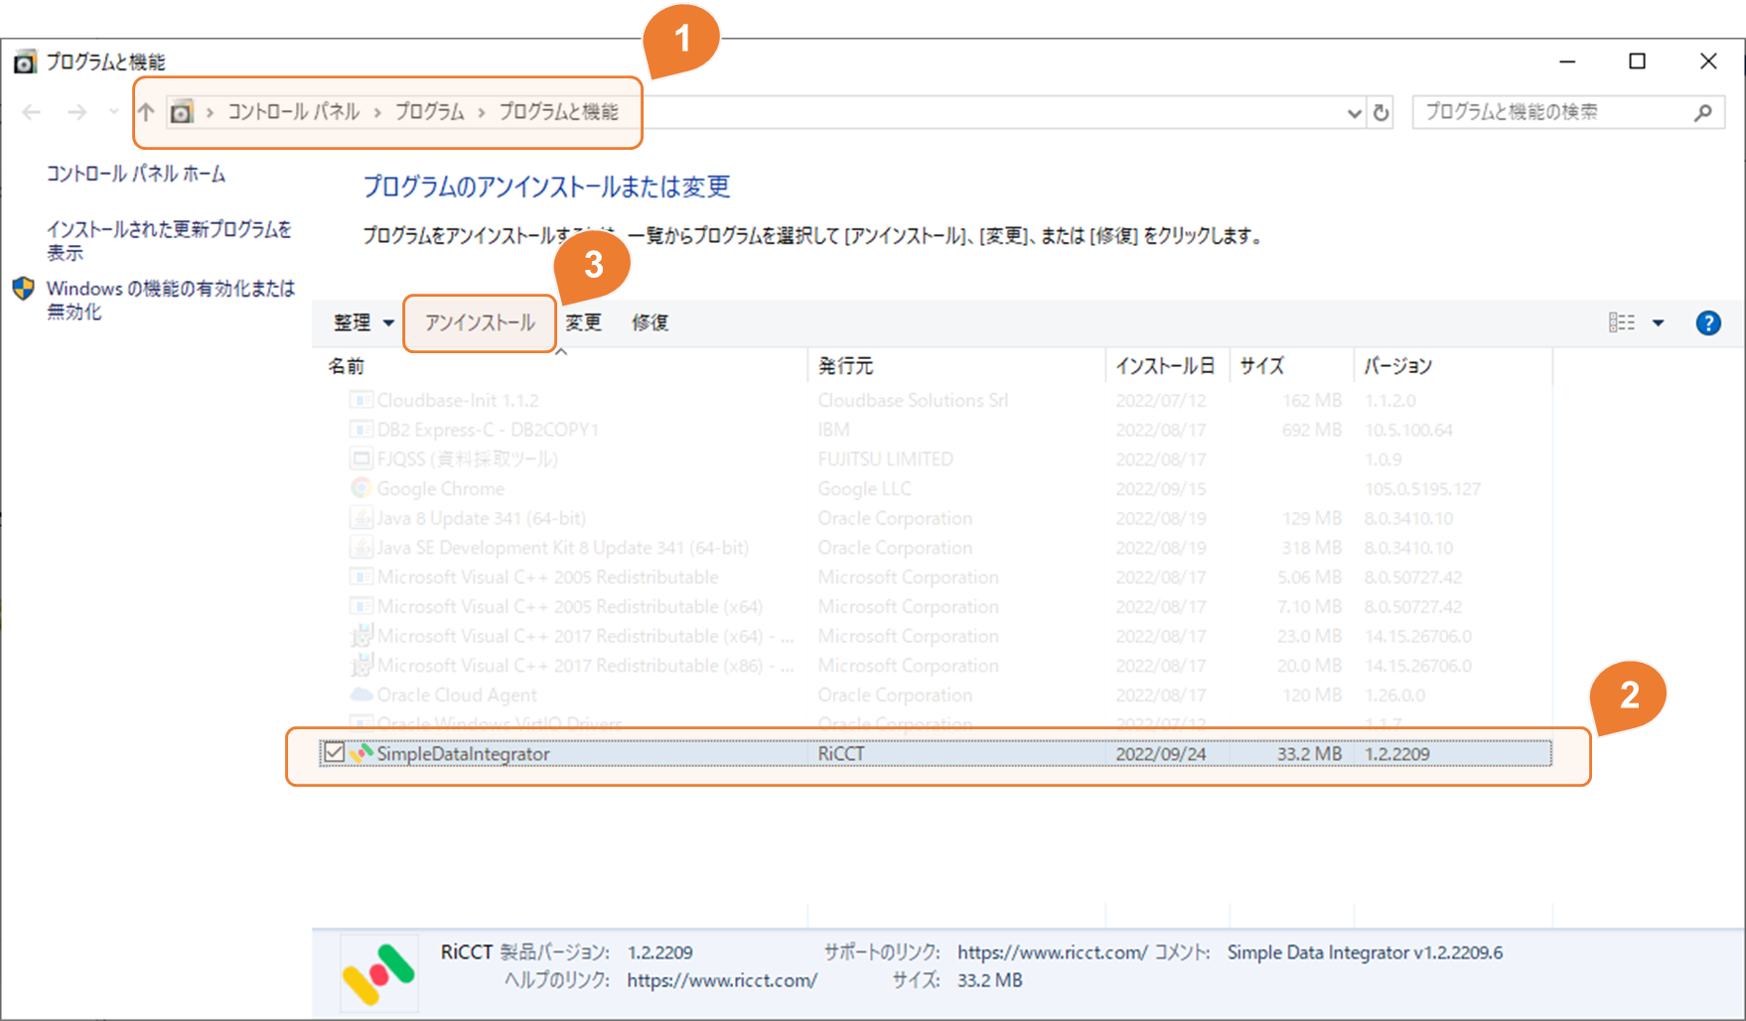 1
プログラムと機能
コントロール パネル › プログラム › プログラムと機能
プログラムと機能の検索
コントロール パネル ホーム
インストールされた更新プログラムを
表示
Windows の機能の有効化または
無効化
プログラムのアンインストールまたは変更
プログラムをアンインストールするには、一覧からプログラムを選択して [アンインストール]、[変更]、または [修復] をクリックします。
3
整理 アンインストール 変更 修復
名前 発行元 インストール日 サイズ バージョン
Cloudbase-Init 1.1.2 Cloudbase Solutions Srl 2022/07/12 162 MB 1.1.2.0
DB2 Express-C - DB2COPY1 IBM 2022/08/17 692 MB 10.5.100.64
FJQSS (資料採取ツール) FUJITSU LIMITED 2022/08/17 1.0.9
Google Chrome Google LLC 2022/09/15 105.0.5195.127
Java 8 Update 341 (64-bit) Oracle Corporation 2022/08/19 129 MB 8.0.3410.10
Java SE Development Kit 8 Update 341 (64-bit) Oracle Corporation 2022/08/19 318 MB 8.0.3410.10
Microsoft Visual C++ 2005 Redistributable Microsoft Corporation 2022/08/17 5.06 MB 8.0.50727.42
Microsoft Visual C++ 2005 Redistributable (x64) Microsoft Corporation 2022/08/17 7.10 MB 8.0.50727.42
Microsoft Visual C++ 2017 Redistributable (x64) - ... Microsoft Corporation 2022/08/17 23.0 MB 14.15.26706.0
Microsoft Visual C++ 2017 Redistributable (x86) - ... Microsoft Corporation 2022/08/17 20.0 MB 14.15.26706.0
Oracle Cloud Agent Oracle Corporation 2022/08/17 120 MB 1.26.0.0
Oracle Windows VirtIO Drivers Oracle Corporation 2022/07/12 1.1.7
2
SimpleDataIntegrator RiCCT 2022/09/24 33.2 MB 1.2.2209
RiCCT 製品バージョン: 1.2.2209 サポートのリンク: https://www.ricct.com/ コメント: Simple Data Integrator v1.2.2209.6
ヘルプのリンク: https://www.ricct.com/ サイズ: 33.2 MB